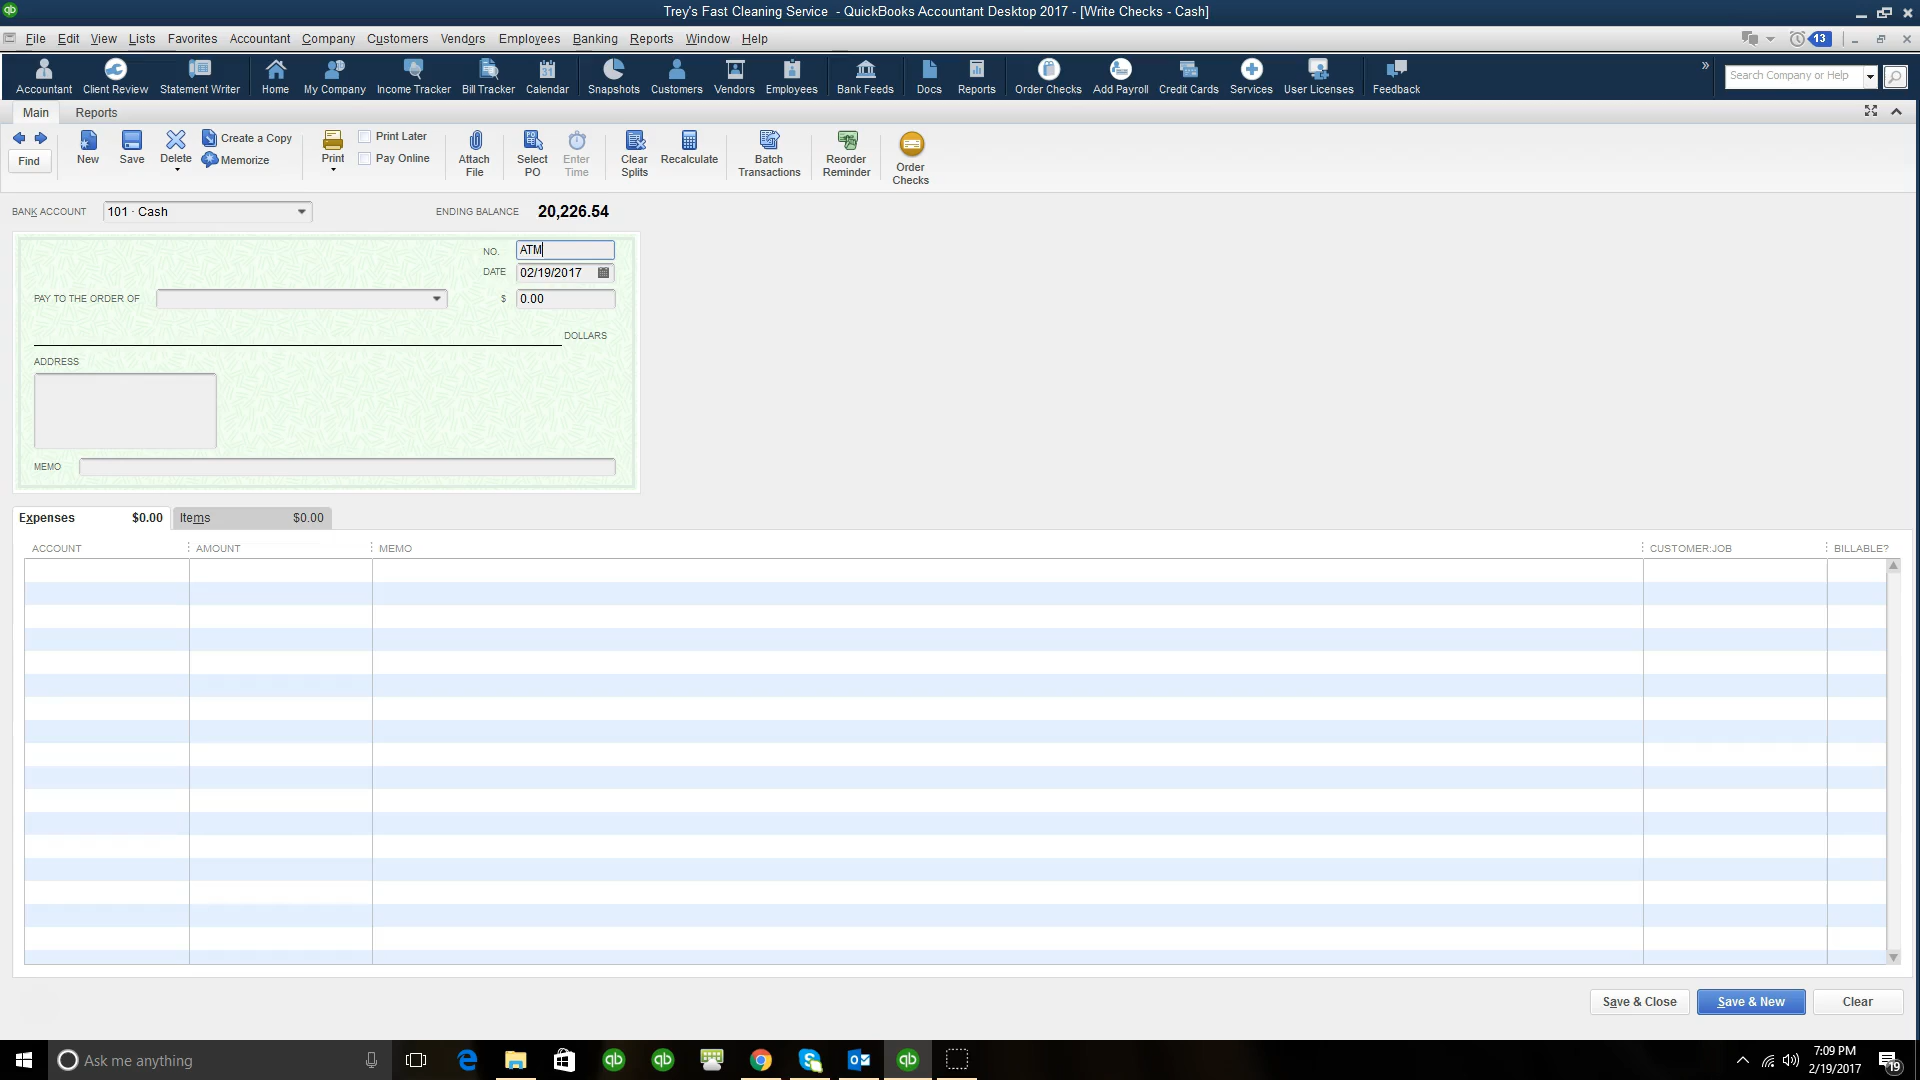 Trey's Fast Cleaning Service - QuickBooks Accountant Desktop 2017 - [Write Checks - Cash]
File Edit View Lists Favorites Accountant Company Customers Vendors Employees Banking Reports Window Help
13
Accountant Client Review Statement Writer Home My Company Income Tracker Bill Tracker Calendar Snapshots Customers Vendors Employees Bank Feeds Docs Reports Order Checks Add Payroll Credit Cards Services User Licenses Feedback
» Search Company or Help
Main Reports
Find
New Save Delete
Create a Copy
Memorize
Print
Print Later
Pay Online
Attach File
Select PO
Enter Time
Clear Splits
Recalculate
Batch Transactions
Reorder Reminder
Order Checks
BANK ACCOUNT 101 · Cash ENDING BALANCE 20,226.54
NO. ATM
DATE 02/19/2017
PAY TO THE ORDER OF $ 0.00
DOLLARS
ADDRESS
MEMO
Expenses $0.00 Items $0.00
ACCOUNT AMOUNT MEMO CUSTOMER:JOB BILLABLE?
Save & Close Save & New Clear
Ask me anything
7:09 PM
2/19/2017
19